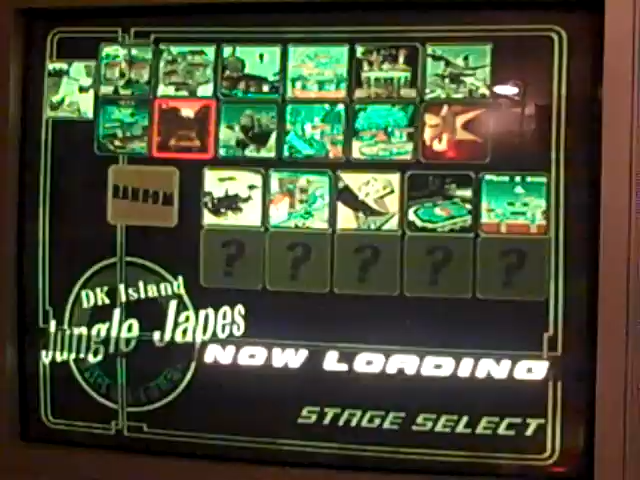 RANDOM
? ? ? ? ?
DK Island
Jungle Japes
NOW LOADING
STAGE SELECT